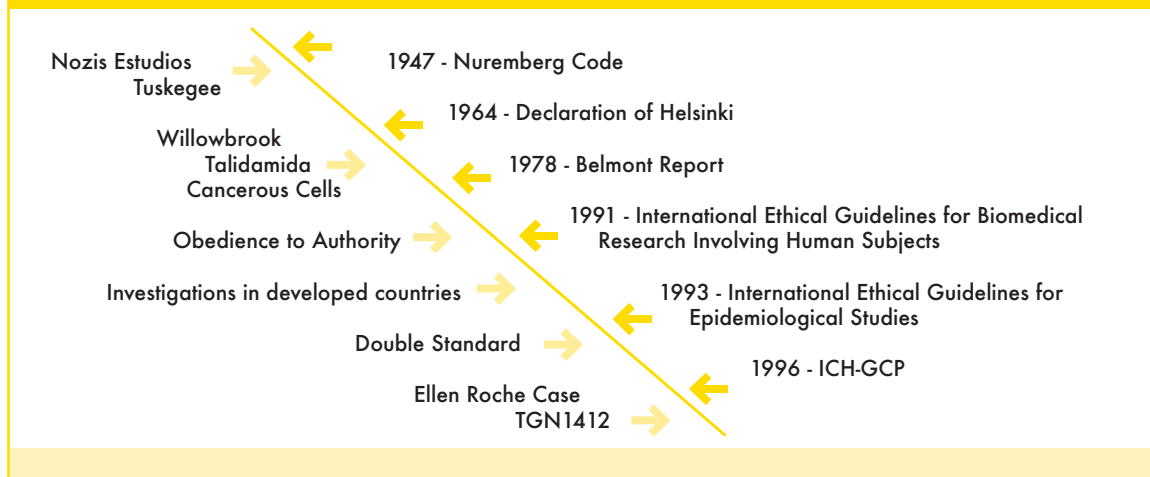 Nozis Estudios
Tuskegee
1947 - Nuremberg Code
1964 - Declaration of Helsinki
Willowbrook
Talidamida
Cancerous Cells
1978 - Belmont Report
1991 - International Ethical Guidelines for Biomedical
Research Involving Human Subjects
Obedience to Authority
Investigations in developed countries
1993 - International Ethical Guidelines for
Epidemiological Studies
Double Standard
1996 - ICH-GCP
Ellen Roche Case
TGN1412